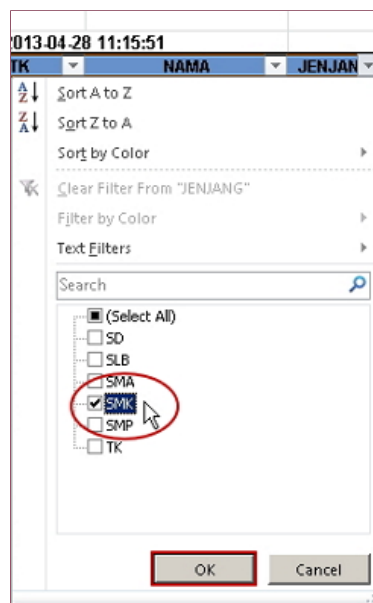 2013-04-28 11:15:51
TK NAMA JENJAN
Sort A to Z
Sort Z to A
Sort by Color
Clear Filter From "JENJANG"
Filter by Color
Text Filters
Search
(Select All)
SD
SLB
SMA
SMK
SMP
TK
OK Cancel